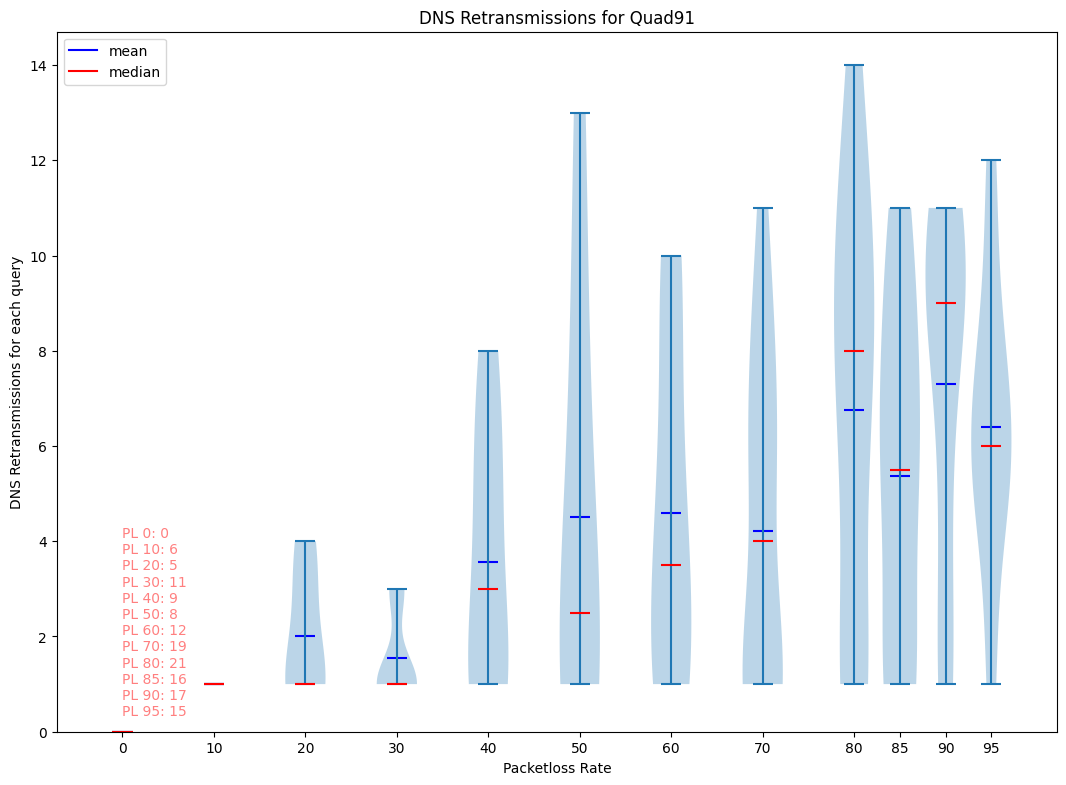 DNS Retransmissions for Quad91
mean
median
14
12
10
8
6
4
2
0
DNS Retransmissions for each query
PL 0: 0
PL 10: 6
PL 20: 5
PL 30: 11
PL 40: 9
PL 50: 8
PL 60: 12
PL 70: 19
PL 80: 21
PL 85: 16
PL 90: 17
PL 95: 15
0 10 20 30 40 50 60 70 80 85 90 95
Packetloss Rate